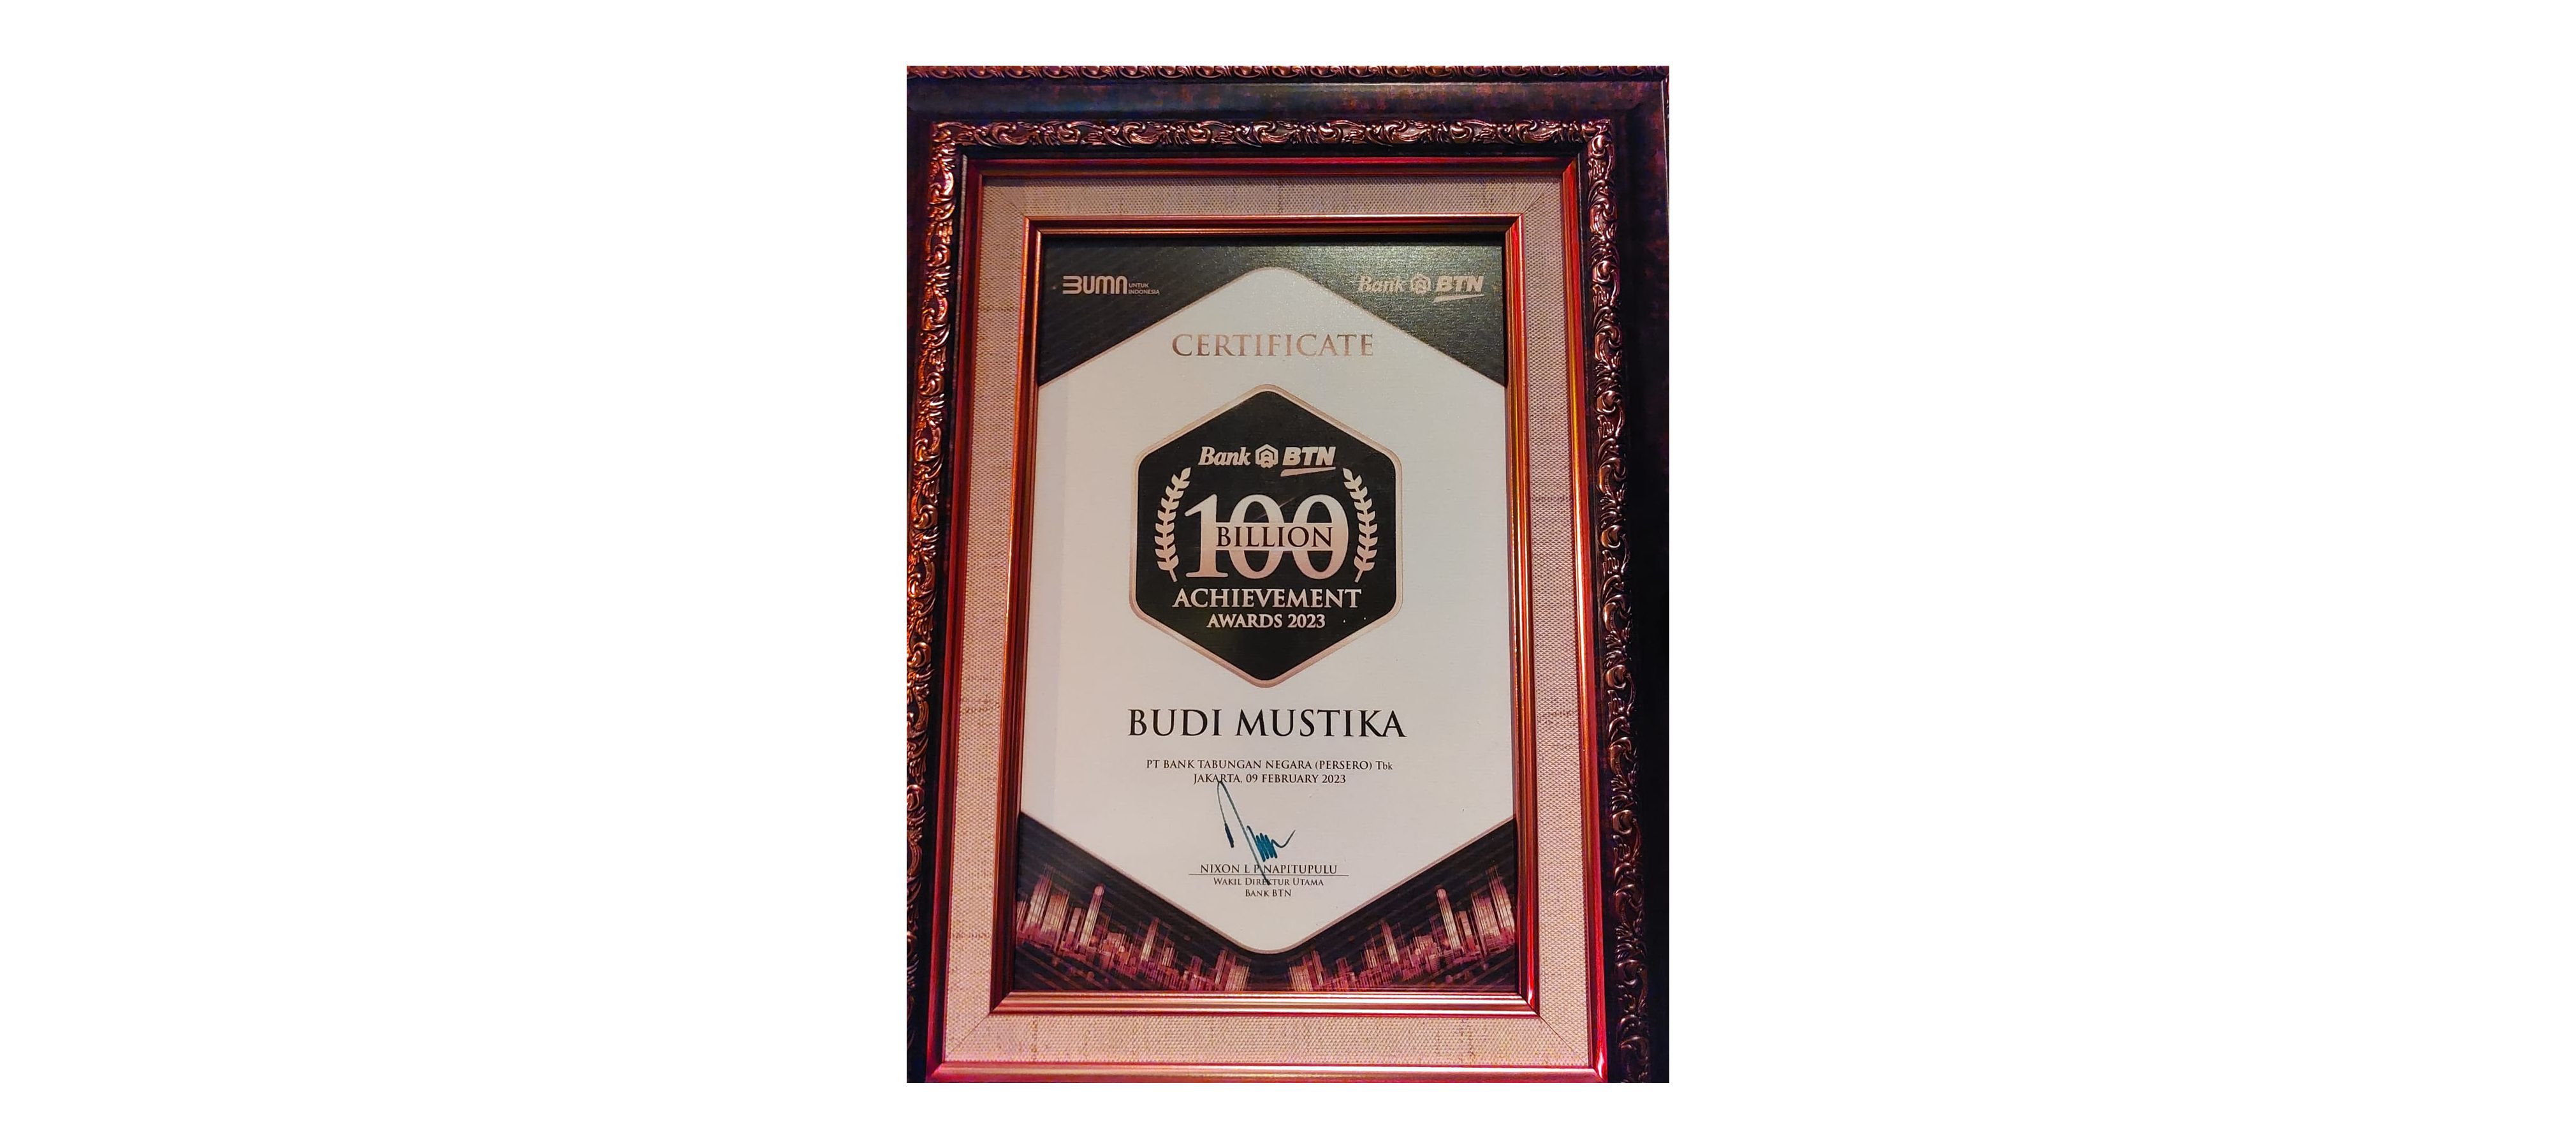 BUMN UNTUK INDONESIA
Bank BTN
CERTIFICATE
Bank BTN
100
BILLION
ACHIEVEMENT
AWARDS 2023
BUDI MUSTIKA
PT BANK TABUNGAN NEGARA (PERSERO) Tbk
JAKARTA, 09 FEBRUARY 2023
NIXON L P NAPITUPULU
WAKIL DIREKTUR UTAMA
BANK BTN